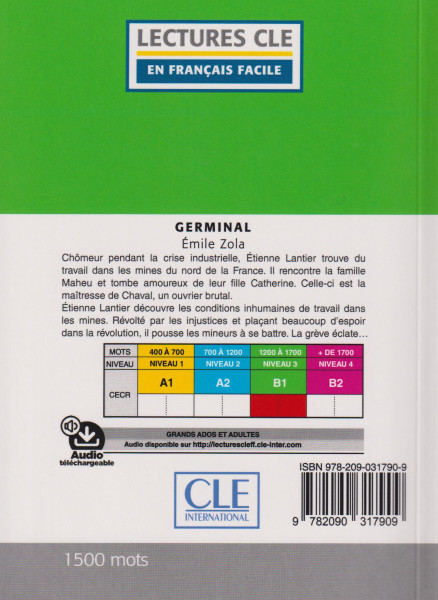 LECTURES CLE
EN FRANÇAIS FACILE
GERMINAL
Émile Zola
Chômeur pendant la crise industrielle, Étienne Lantier trouve du
travail dans les mines du nord de la France. Il rencontre la famille
Maheu et tombe amoureux de leur fille Catherine. Celle-ci est la
maîtresse de Chaval, un ouvrier brutal.
Étienne Lantier découvre les conditions inhumaines de travail dans
les mines. Révolté par les injustices et plaçant beaucoup d'espoir
dans la révolution, il pousse les mineurs à se battre. La grève éclate…
MOTS 400 À 700 700 À 1200 1200 À 1700 + DE 1700
NIVEAU NIVEAU 1 NIVEAU 2 NIVEAU 3 NIVEAU 4
CECR A1 A2 B1 B2
GRANDS ADOS ET ADULTES
Audio disponible sur http://lecturesclefle.cle-inter.com
Audio
téléchargeable
CLE
INTERNATIONAL
ISBN 978-209-031790-9
9 782090 317909
1500 mots